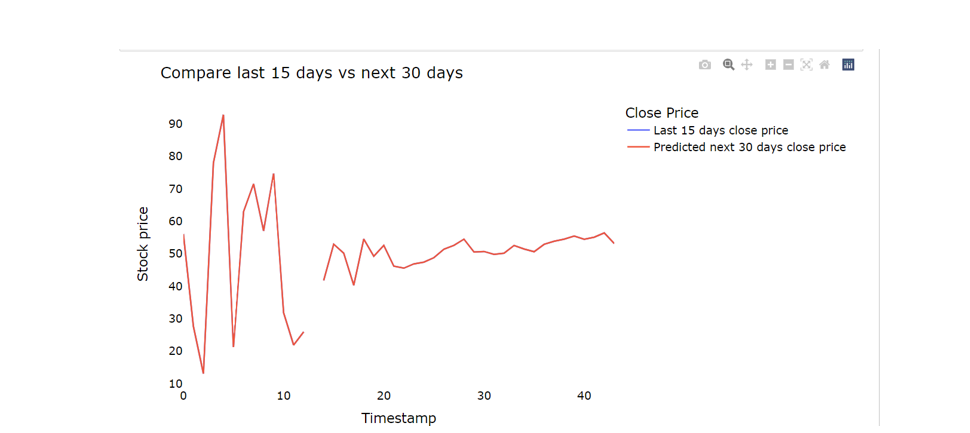 Compare last 15 days vs next 30 days
Close Price
Last 15 days close price
Predicted next 30 days close price
Stock price
90
80
70
60
50
40
30
20
10
0
10
20
30
40
Timestamp